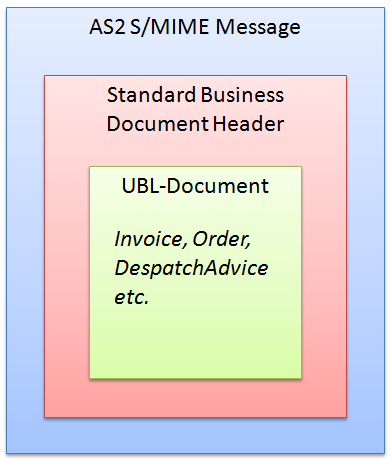 AS2 S/MIME Message
Standard Business
Document Header
UBL-Document
Invoice, Order,
DespatchAdvice
etc.